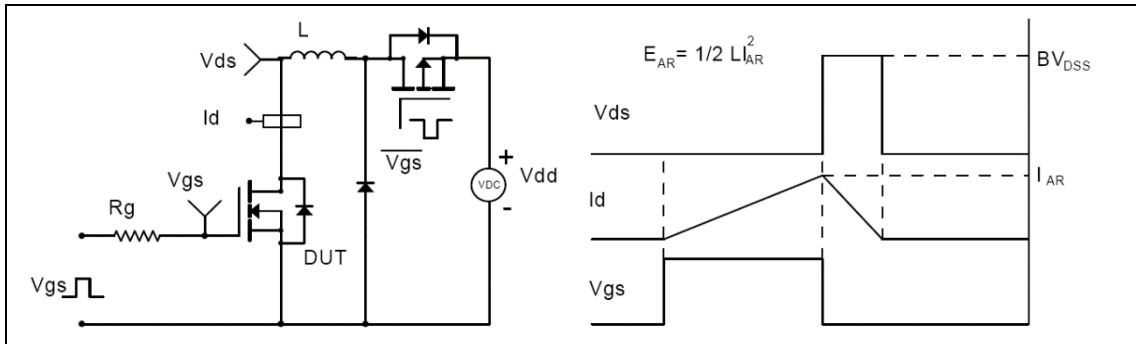 L
Vds
Id
Vgs
Vgs
Rg
DUT
Vgs
+
VDC
Vdd
-
E_AR = 1/2 LI_AR^2
BV_DSS
Vds
I_AR
Id
Vgs